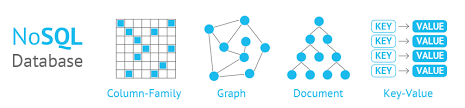 NoSQL
Database
Column-Family
Graph
Document
KEY → VALUE
KEY → VALUE
KEY → VALUE
KEY → VALUE
Key-Value